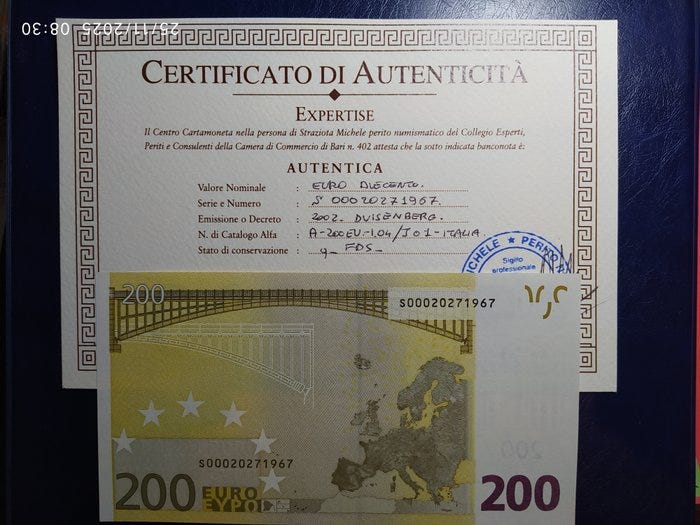 25/11/2025 08:30
CERTIFICATO DI AUTENTICITÀ
EXPERTISE
Il Centro Cartamoneta nella persona di Straziota Michele perito numismatico del Collegio Esperti,
Periti e Consulenti della Camera di Commercio di Bari n. 402 attesta che la sotto indicata banconota è:
AUTENTICA
Valore Nominale : EURO DUECENTO.
Serie e Numero : S 00020271967.
Emissione o Decreto : 2002. DUISENBERG.
N. di Catalogo Alfa : A-200EU-1.04/J01-ITALIA.
Stato di conservazione : q_ FDS_
MICHELE ★ PERITO
Sigillo
professionale
200
S00020271967
S00020271967
200 EURO
ΕΥΡΩ
200
200